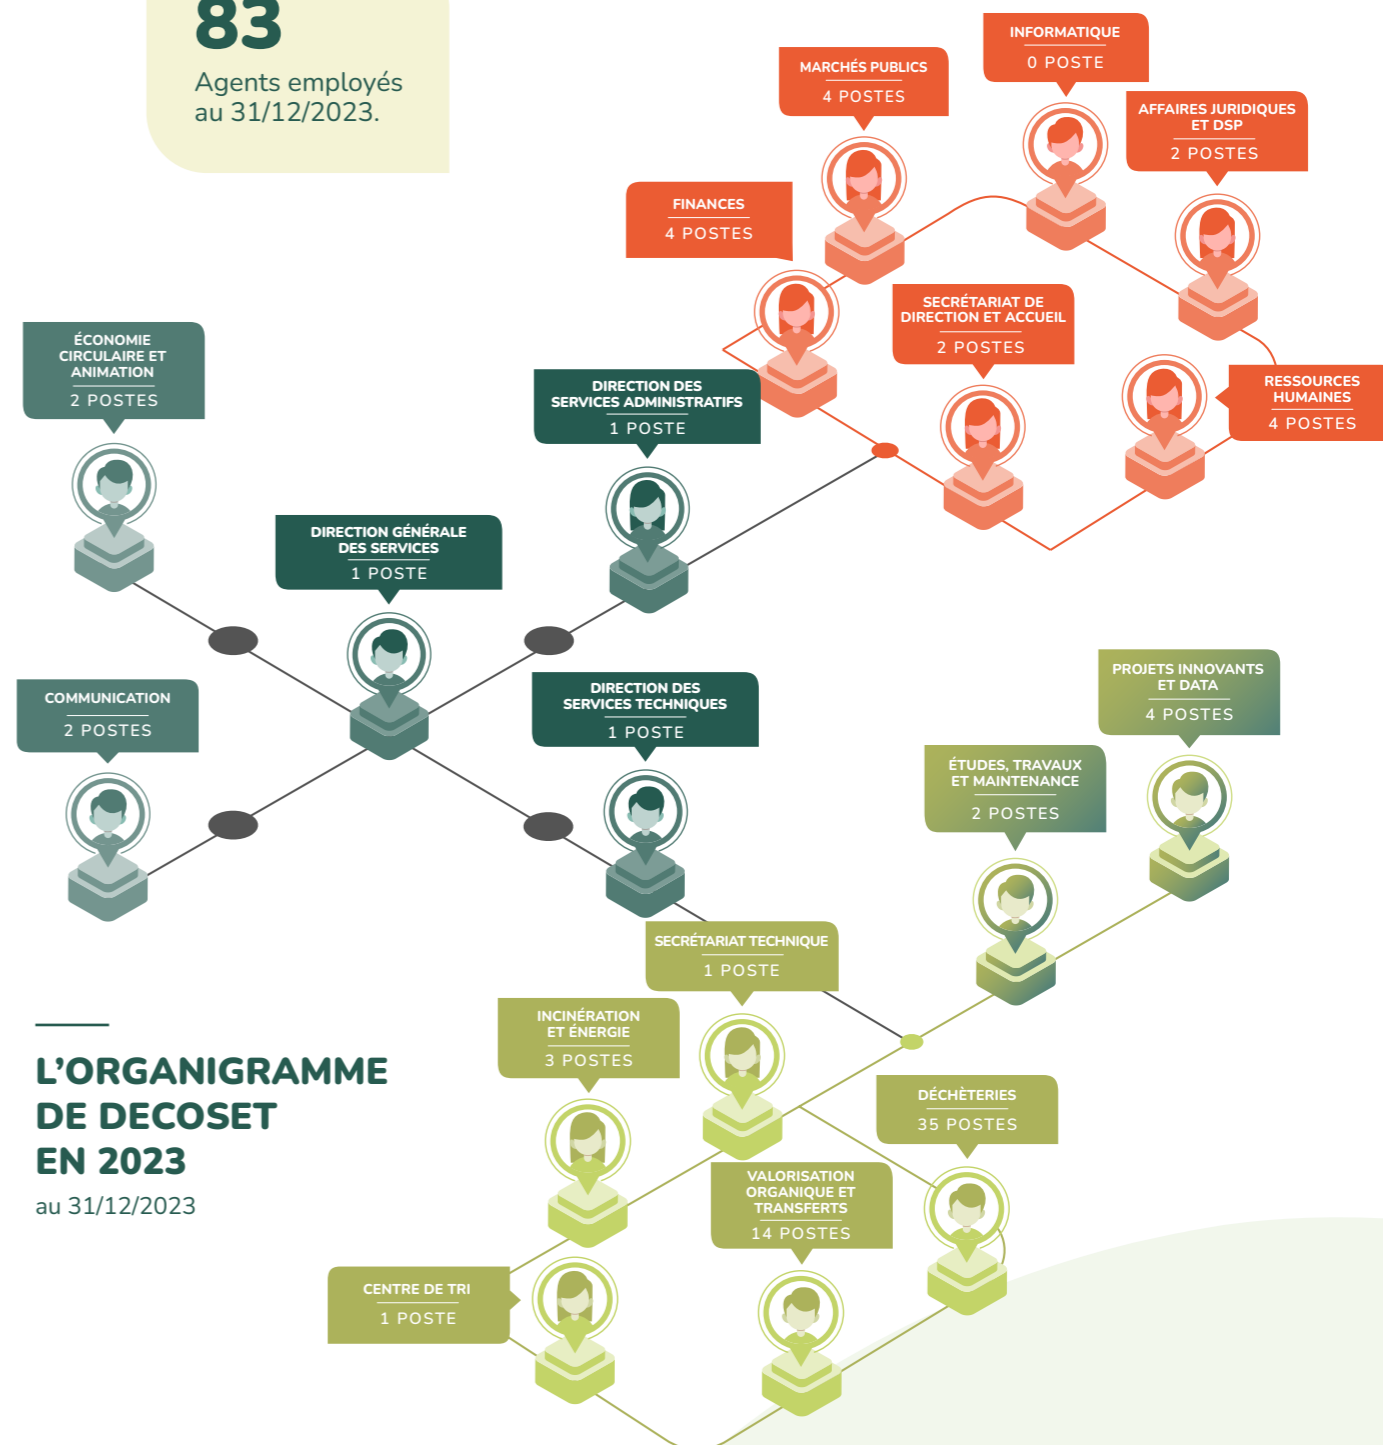 83
Agents employés
au 31/12/2023.
INFORMATIQUE
0 POSTE
MARCHÉS PUBLICS
4 POSTES
AFFAIRES JURIDIQUES
ET DSP
2 POSTES
FINANCES
4 POSTES
SECRÉTARIAT DE
DIRECTION ET ACCUEIL
2 POSTES
RESSOURCES
HUMAINES
4 POSTES
ÉCONOMIE
CIRCULAIRE ET
ANIMATION
2 POSTES
DIRECTION DES
SERVICES ADMINISTRATIFS
1 POSTE
DIRECTION GÉNÉRALE
DES SERVICES
1 POSTE
COMMUNICATION
2 POSTES
DIRECTION DES
SERVICES TECHNIQUES
1 POSTE
PROJETS INNOVANTS
ET DATA
4 POSTES
ÉTUDES, TRAVAUX
ET MAINTENANCE
2 POSTES
SECRÉTARIAT TECHNIQUE
1 POSTE
INCINÉRATION
ET ÉNERGIE
3 POSTES
DÉCHÈTERIES
35 POSTES
VALORISATION
ORGANIQUE ET
TRANSFERTS
14 POSTES
CENTRE DE TRI
1 POSTE
L’ORGANIGRAMME
DE DECOSET
EN 2023
au 31/12/2023